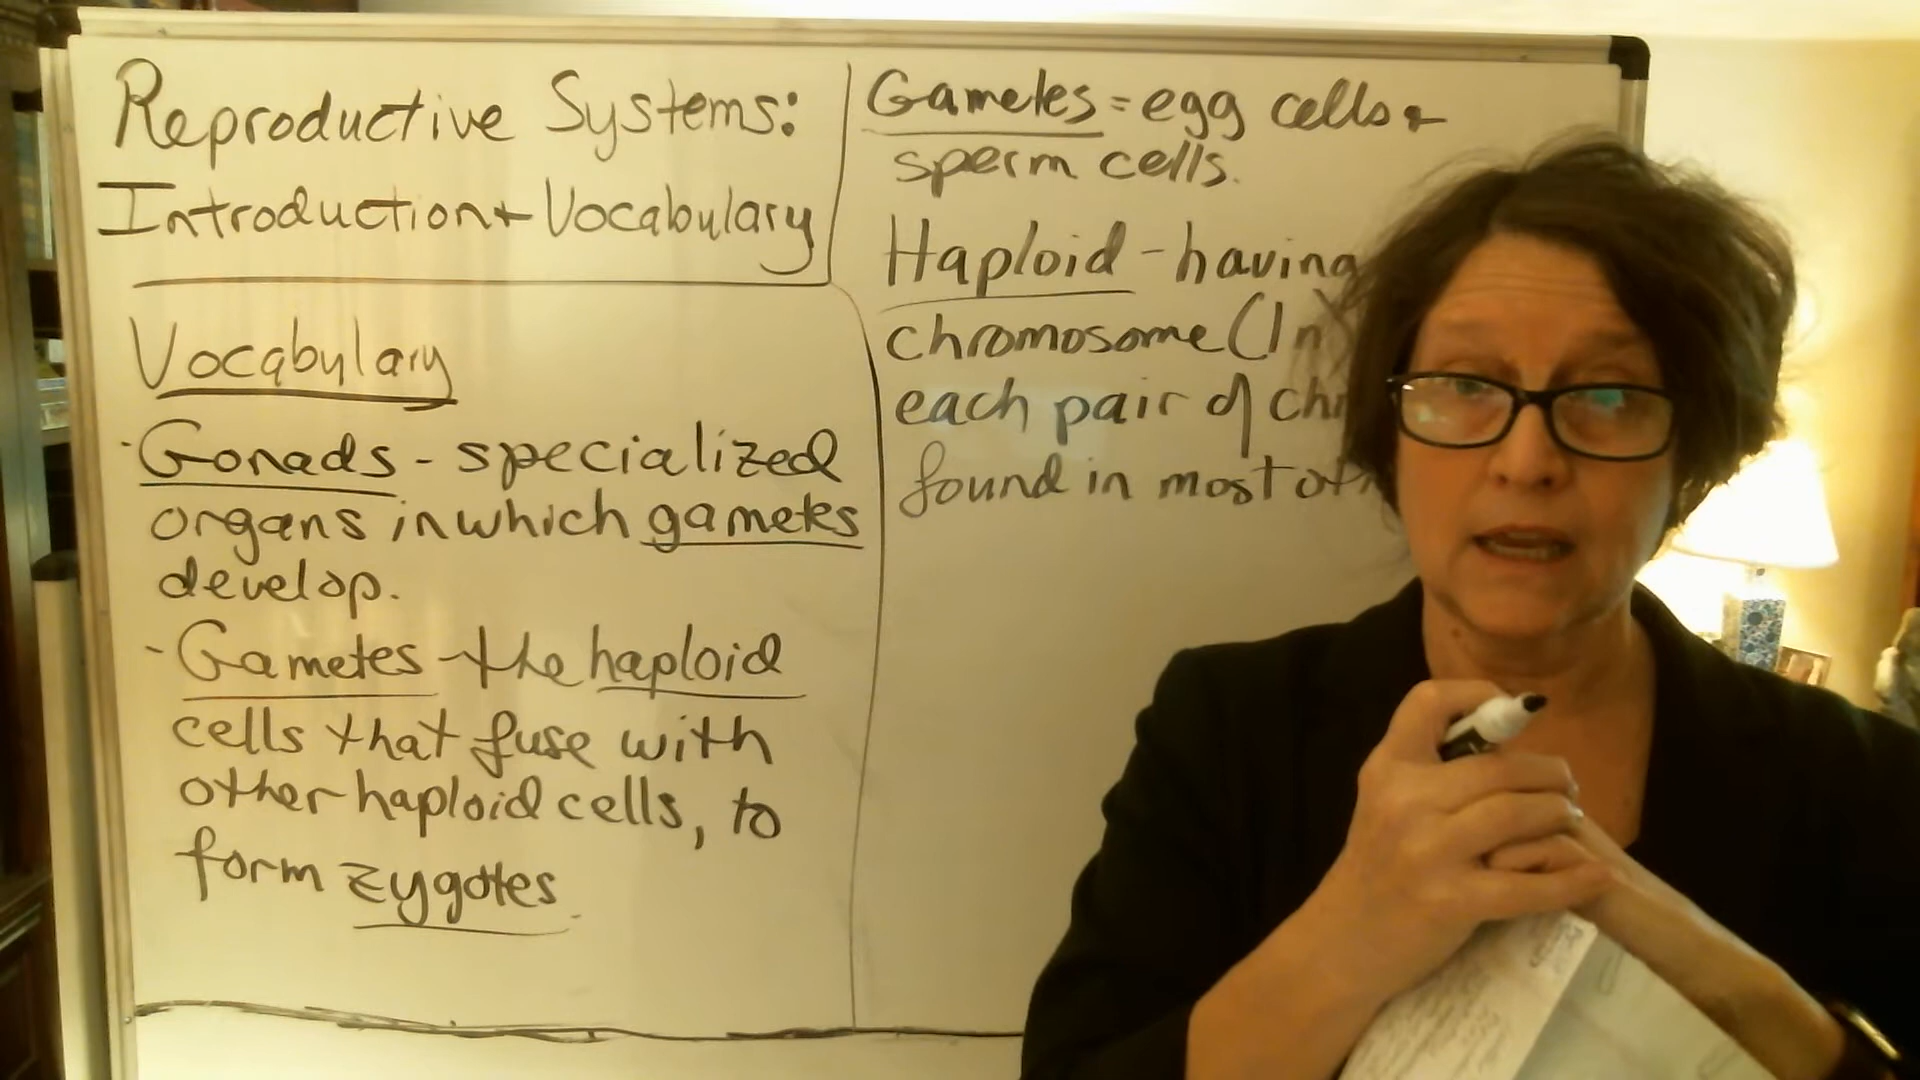 Reproductive Systems:
Introduction + Vocabulary
Vocabulary
· Gonads - specialized
organs in which gametes
develop.
- Gametes - the haploid
cells that fuse with
other haploid cells, to
form zygotes.
Gametes = egg cells +
sperm cells.
Haploid - having
chromosome (1n)
each pair of
found in most